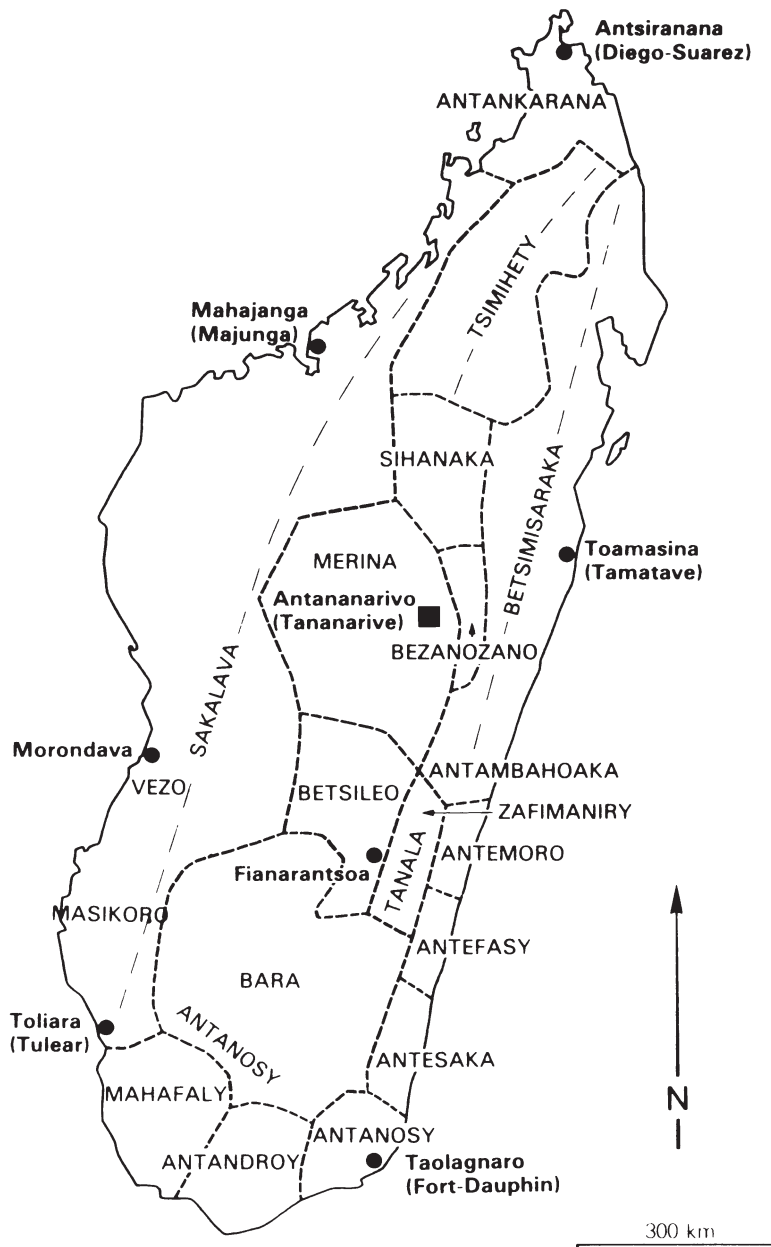 Antsiranana
(Diego-Suarez)
ANTANKARANA
TSIMIHETY
Mahajanga
(Majunga)
SIHANAKA
BETSIMISARAKA
MERINA
Toamasina
(Tamatave)
Antananarivo
(Tananarive)
BEZANOZANO
SAKALAVA
Morondava
VEZO
ANTAMBAHOAKA
BETSILEO
ZAFIMANIRY
TANALA
ANTEMORO
Fianarantsoa
MASIKORO
ANTEFASY
BARA
ANTANOSY
Toliara
(Tulear)
ANTESAKA
MAHAFALY
N
ANTANOSY
ANTANDROY
Taolagnaro
(Fort-Dauphin)
300 km